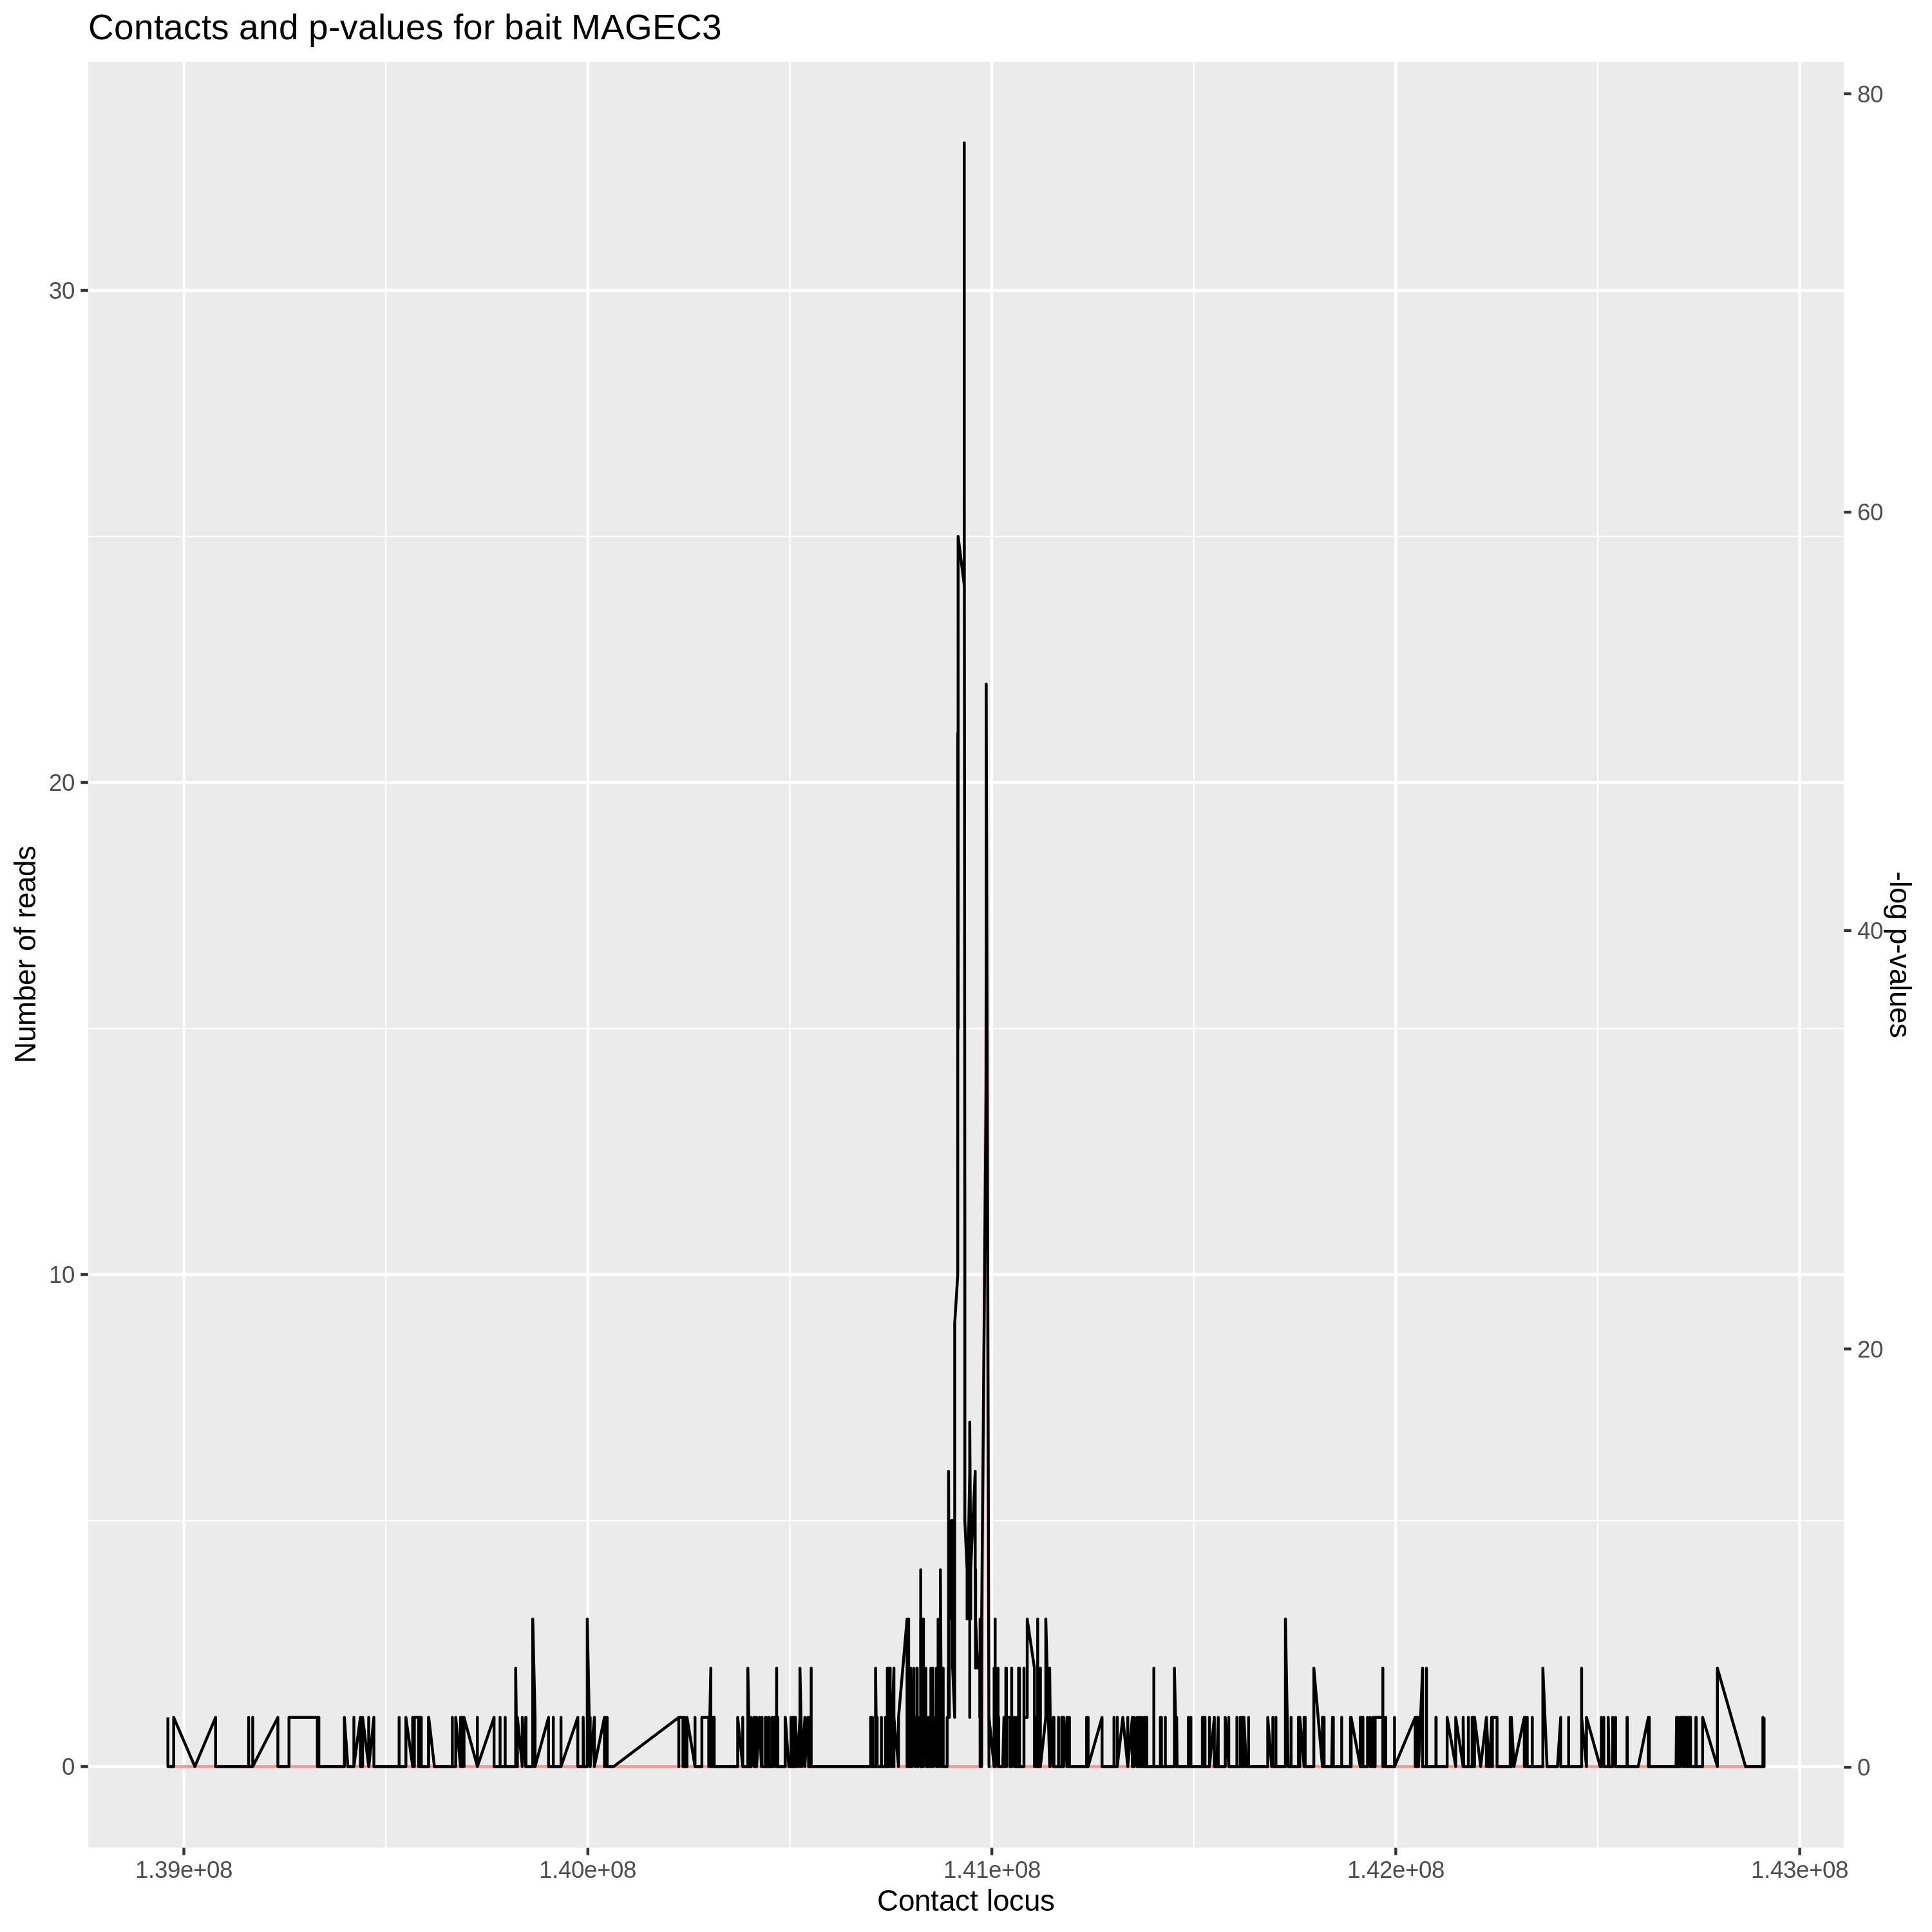 Contacts and p-values for bait MAGEC3
80
30
60
20
Number of reads
-log p-values
40
10
20
0
0
1.39e+08 1.40e+08 1.41e+08 1.42e+08 1.43e+08
Contact locus